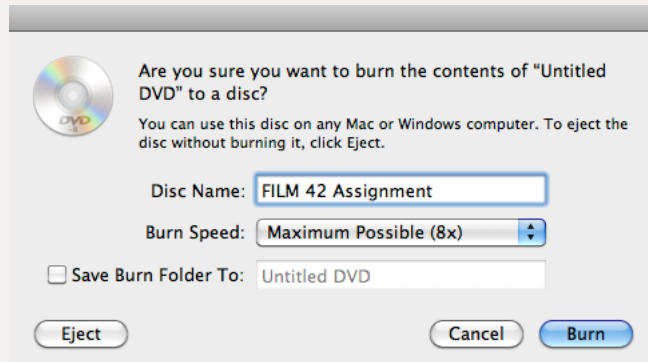 Are you sure you want to burn the contents of “Untitled
DVD” to a disc?
You can use this disc on any Mac or Windows computer. To eject the
disc without burning it, click Eject.
DVD
Disc Name: FILM 42 Assignment
Burn Speed: Maximum Possible (8x)
Save Burn Folder To: Untitled DVD
Eject Cancel Burn